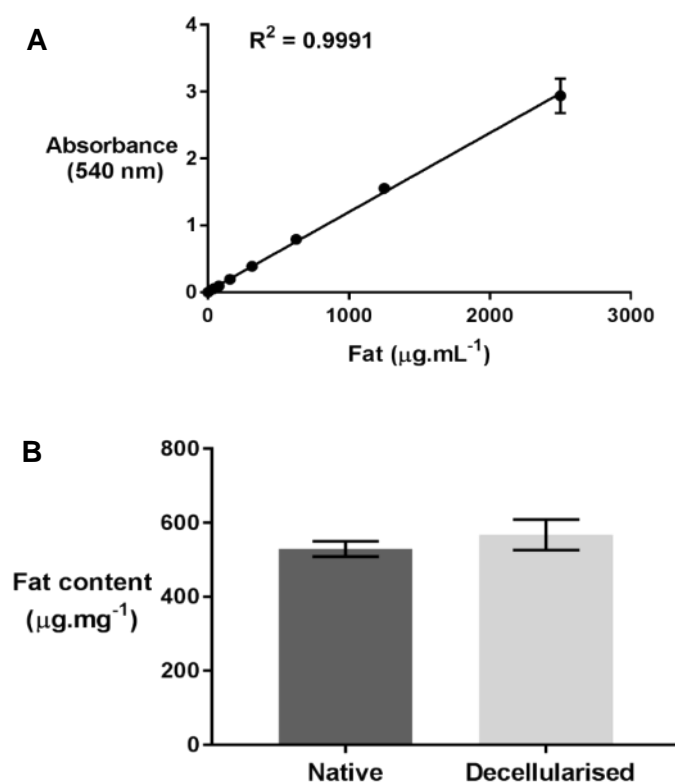 A
R² = 0.9991
4
3
Absorbance
(540 nm)
2
1
0
0 1000 2000 3000
Fat (μg.mL⁻¹)
B
800
600
Fat content
(μg.mg⁻¹)
400
200
0
Native Decellularised